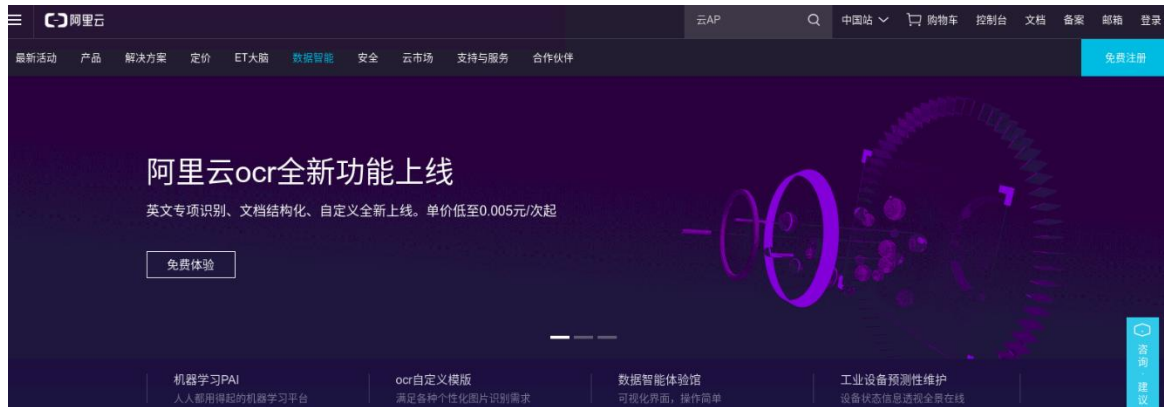 阿里云 云AP 中国站 购物车 控制台 文档 备案 邮箱 登录
最新活动 产品 解决方案 定价 ET大脑 数据智能 安全 云市场 支持与服务 合作伙伴 免费注册
阿里云ocr全新功能上线
英文专项识别、文档结构化、自定义全新上线。单价低至0.005元/次起
免费体验
咨询·建议
机器学习PAI ocr自定义模版 数据智能体验馆 工业设备预测性维护
人人都用得起的机器学习平台 满足各种个性化图片识别需求 可视化界面，操作简单 设备状态信息透视全景在线